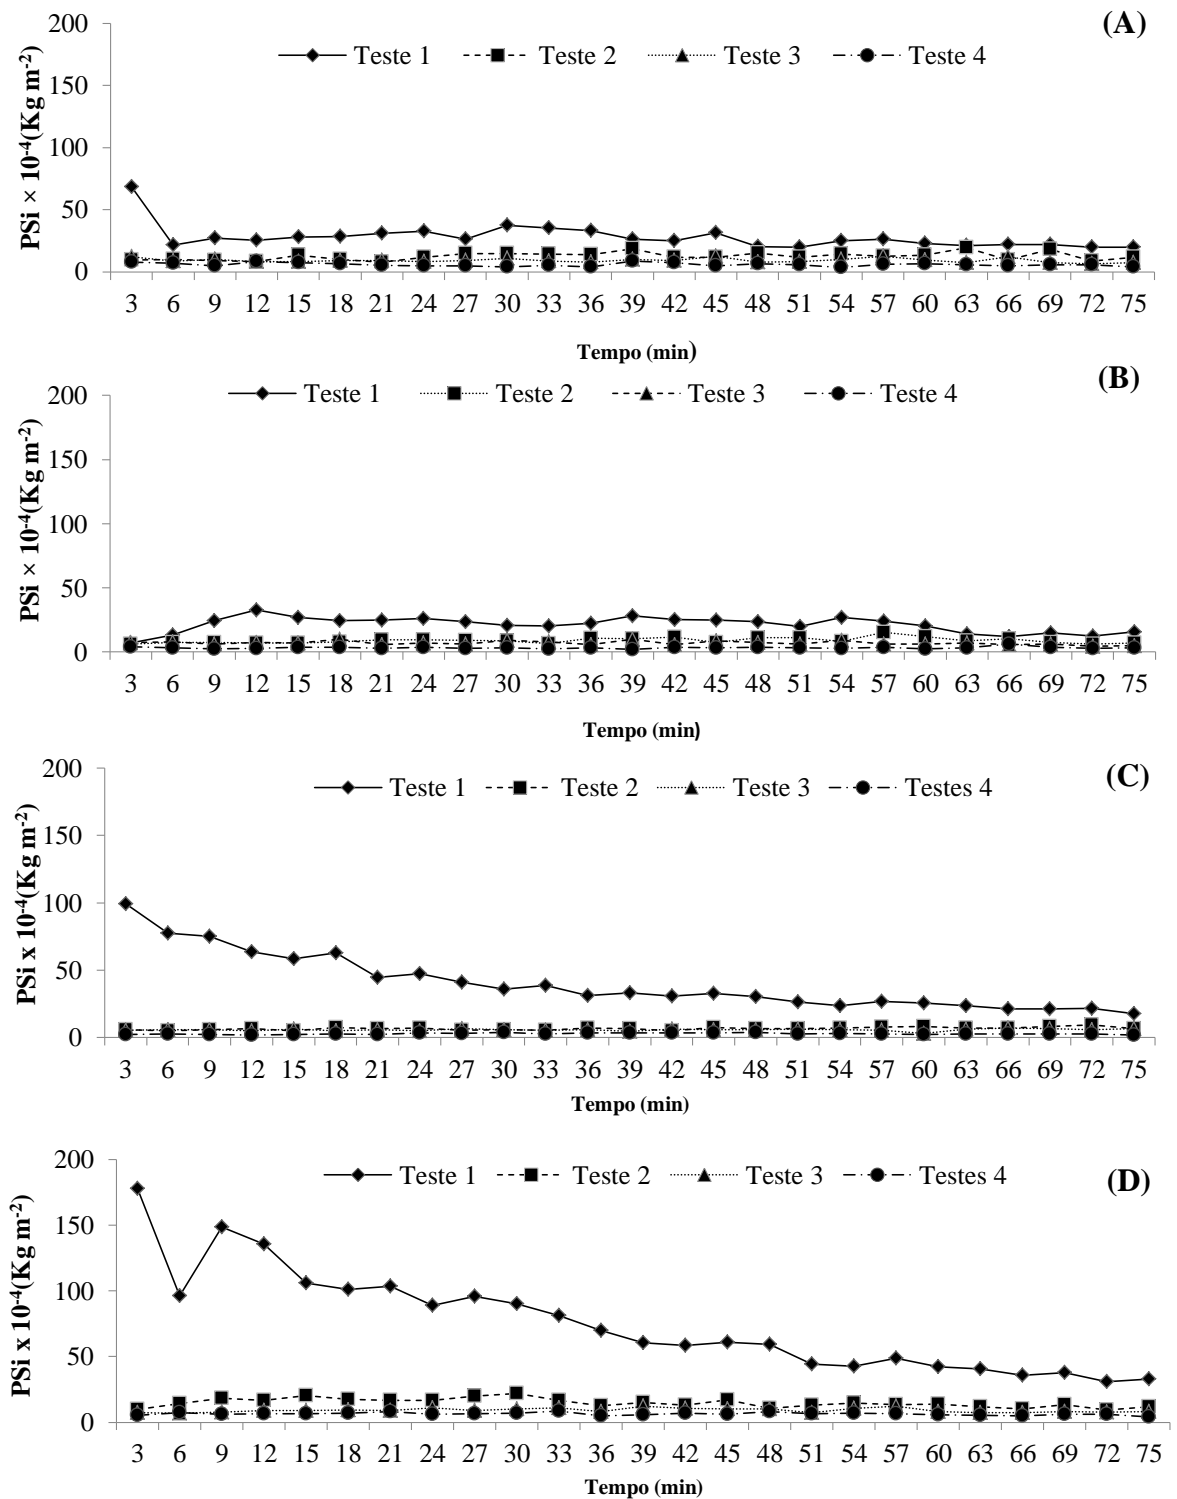 (A)
Teste 1 Teste 2 Teste 3 Teste 4
PSi × 10-4(Kg m-2)
200
150
100
50
0
3 6 9 12 15 18 21 24 27 30 33 36 39 42 45 48 51 54 57 60 63 66 69 72 75
Tempo (min)
(B)
Teste 1 Teste 2 Teste 3 Teste 4
PSi × 10-4(Kg m-2)
200
150
100
50
0
3 6 9 12 15 18 21 24 27 30 33 36 39 42 45 48 51 54 57 60 63 66 69 72 75
Tempo (min)
(C)
Teste 1 Teste 2 Teste 3 Testes 4
PSi x 10-4(Kg m-2)
200
150
100
50
0
3 6 9 12 15 18 21 24 27 30 33 36 39 42 45 48 51 54 57 60 63 66 69 72 75
Tempo (min)
(D)
Teste 1 Teste 2 Teste 3 Testes 4
PSi x 10-4(Kg m-2)
200
150
100
50
0
3 6 9 12 15 18 21 24 27 30 33 36 39 42 45 48 51 54 57 60 63 66 69 72 75
Tempo (min)